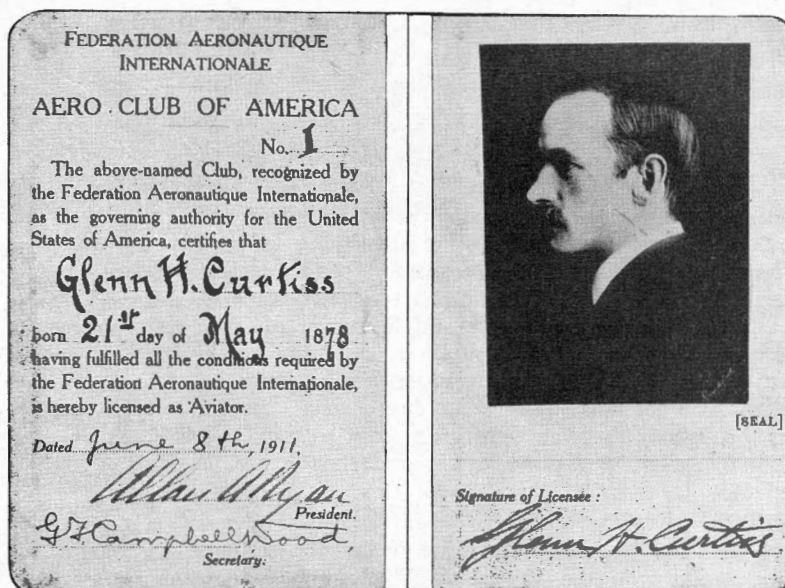 FEDERATION AERONAUTIQUE
INTERNATIONALE
AERO CLUB OF AMERICA
No. 1
The above-named Club, recognized by
the Federation Aeronautique Internationale,
as the governing authority for the United
States of America, certifies that
Glenn H. Curtiss
born 21st day of May 1878
having fulfilled all the conditions required by
the Federation Aeronautique Internationale,
is hereby licensed as Aviator.
Dated June 8th, 1911.
Allan A Ryan
President.
G F Campbell Wood,
Secretary.
[SEAL]
Signature of Licensee :
Glenn H. Curtiss